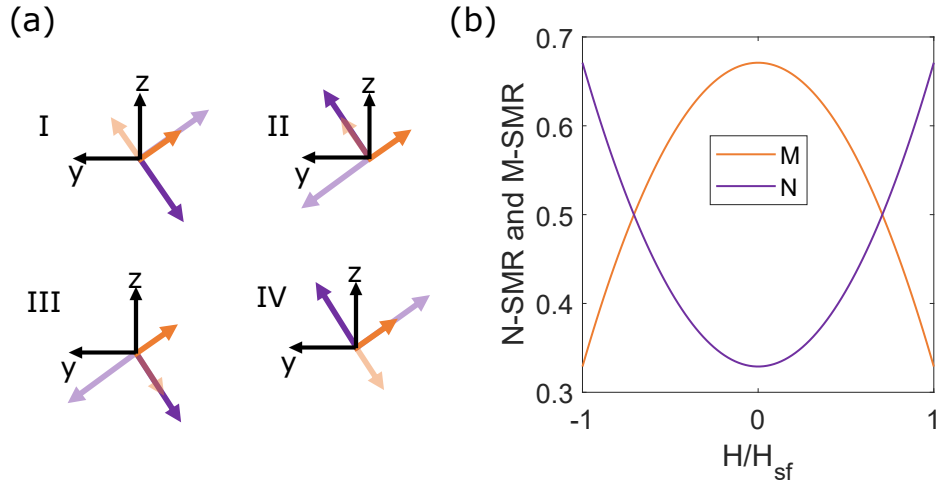 (a)
I
z
y
II
z
y
III
z
y
IV
z
y
(b)
N-SMR and M-SMR
0.7
0.6
0.5
0.4
0.3
M
N
-1
0
1
H/H_sf